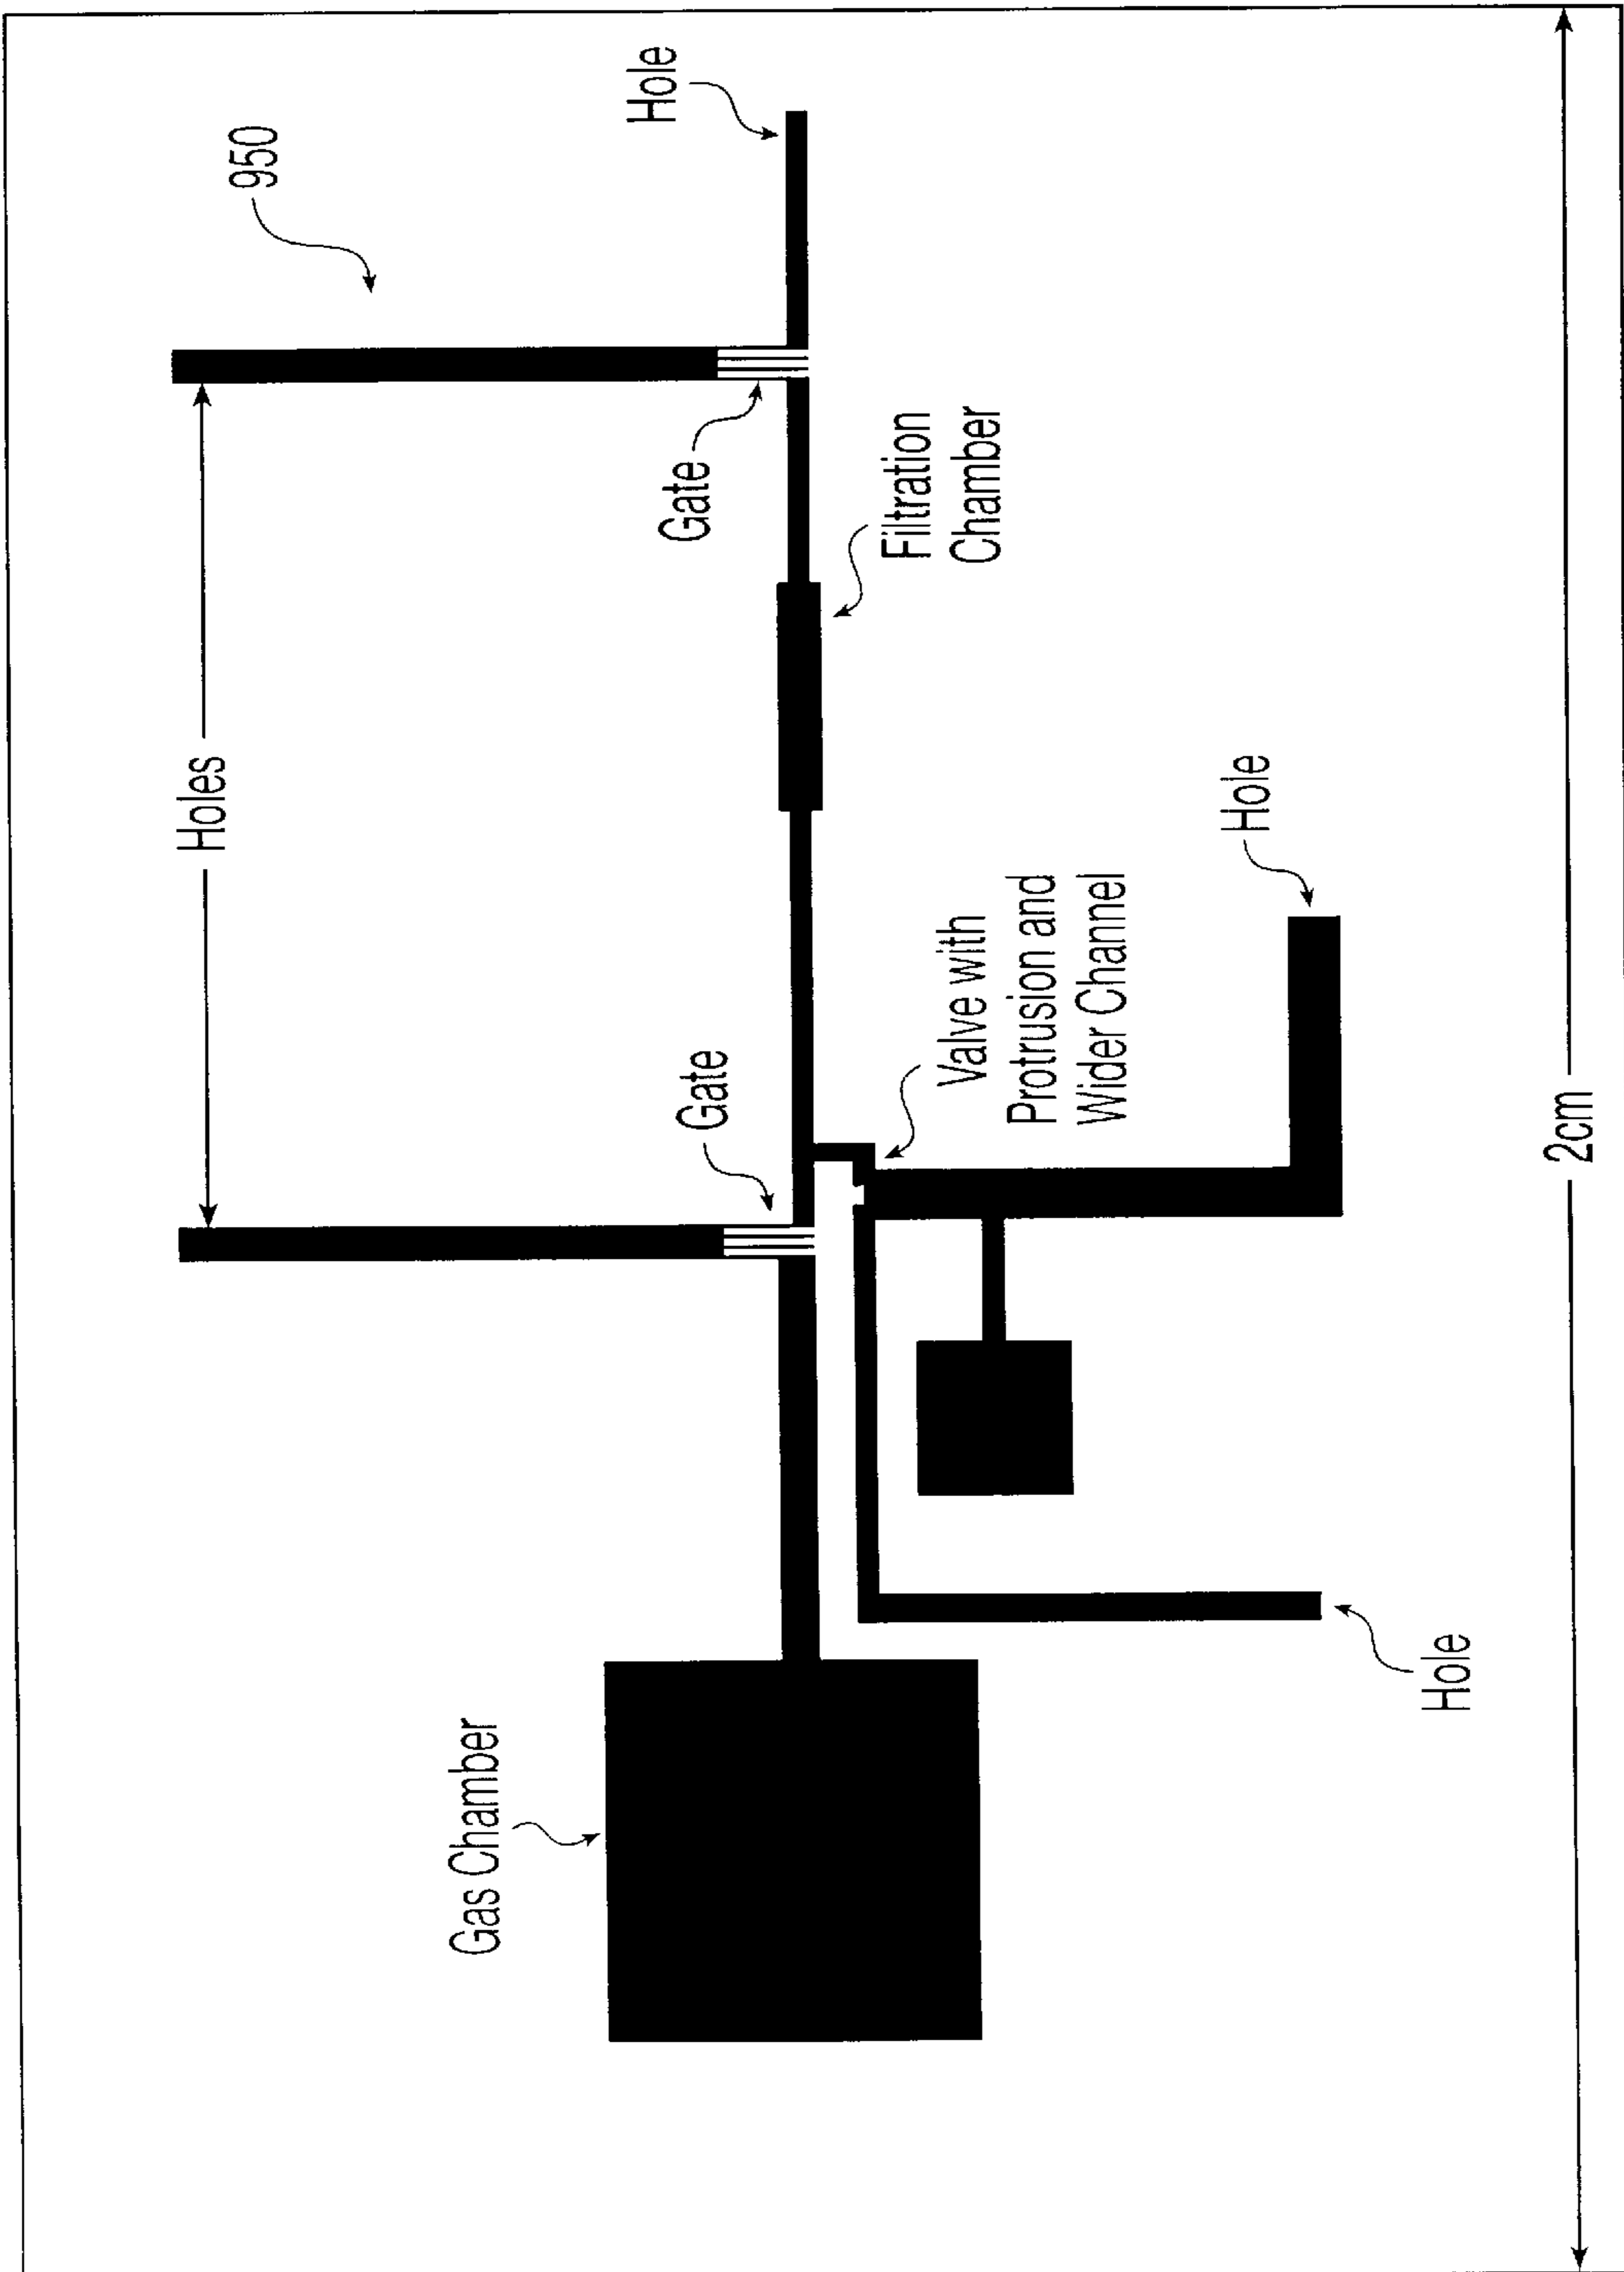 950
Hole
Holes
Gate
Gate
Filtration
Chamber
Gas Chamber
Valve with
Protrusion and
Wider Channel
Hole
Hole
2cm